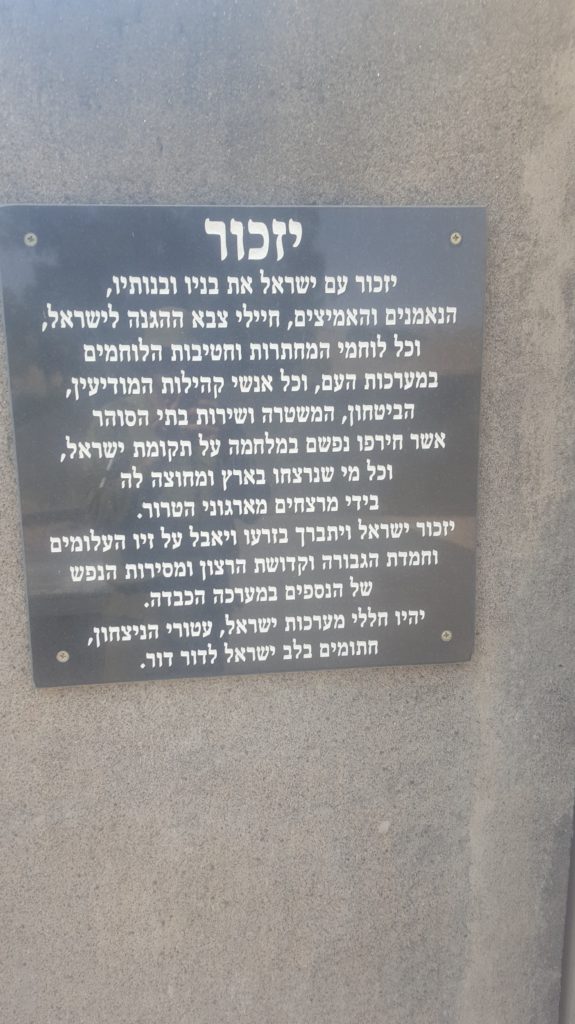 יזכור
יזכור עם ישראל את בניו ובנותיו,
הנאמנים והאמיצים, חיילי צבא ההגנה לישראל,
וכל לוחמי המחתרות וחטיבות הלוחמים
במערכות העם, וכל אנשי קהילות המודיעין,
הביטחון, המשטרה ושירות בתי הסוהר
אשר חירפו נפשם במלחמה על תקומת ישראל,
וכל מי שנרצחו בארץ ומחוצה לה
בידי מרצחים מארגוני הטרור.
יזכור ישראל ויתברך בזרעו ויאבל על זיו העלומים
וחמדת הגבורה וקדושת הרצון ומסירות הנפש
של הנספים במערכה הכבדה.
יהיו חללי מערכות ישראל, עטורי הניצחון,
חתומים בלב ישראל לדור דור.